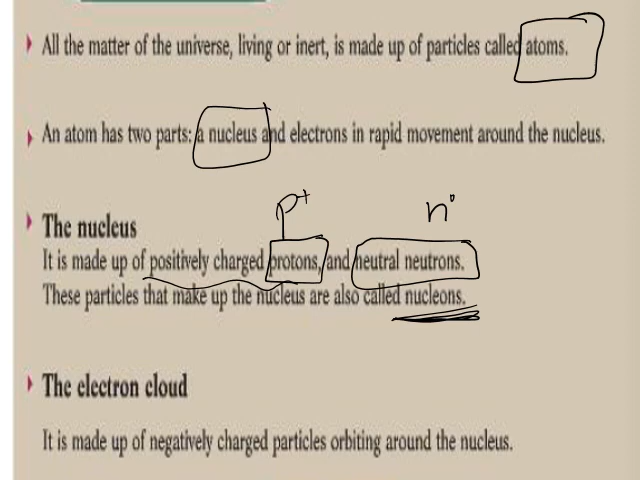 All the matter of the universe, living or inert, is made up of particles called atoms.
An atom has two parts: a nucleus and electrons in rapid movement around the nucleus.
p+ n°
The nucleus
It is made up of positively charged protons, and neutral neutrons.
These particles that make up the nucleus are also called nucleons.
The electron cloud
It is made up of negatively charged particles orbiting around the nucleus.